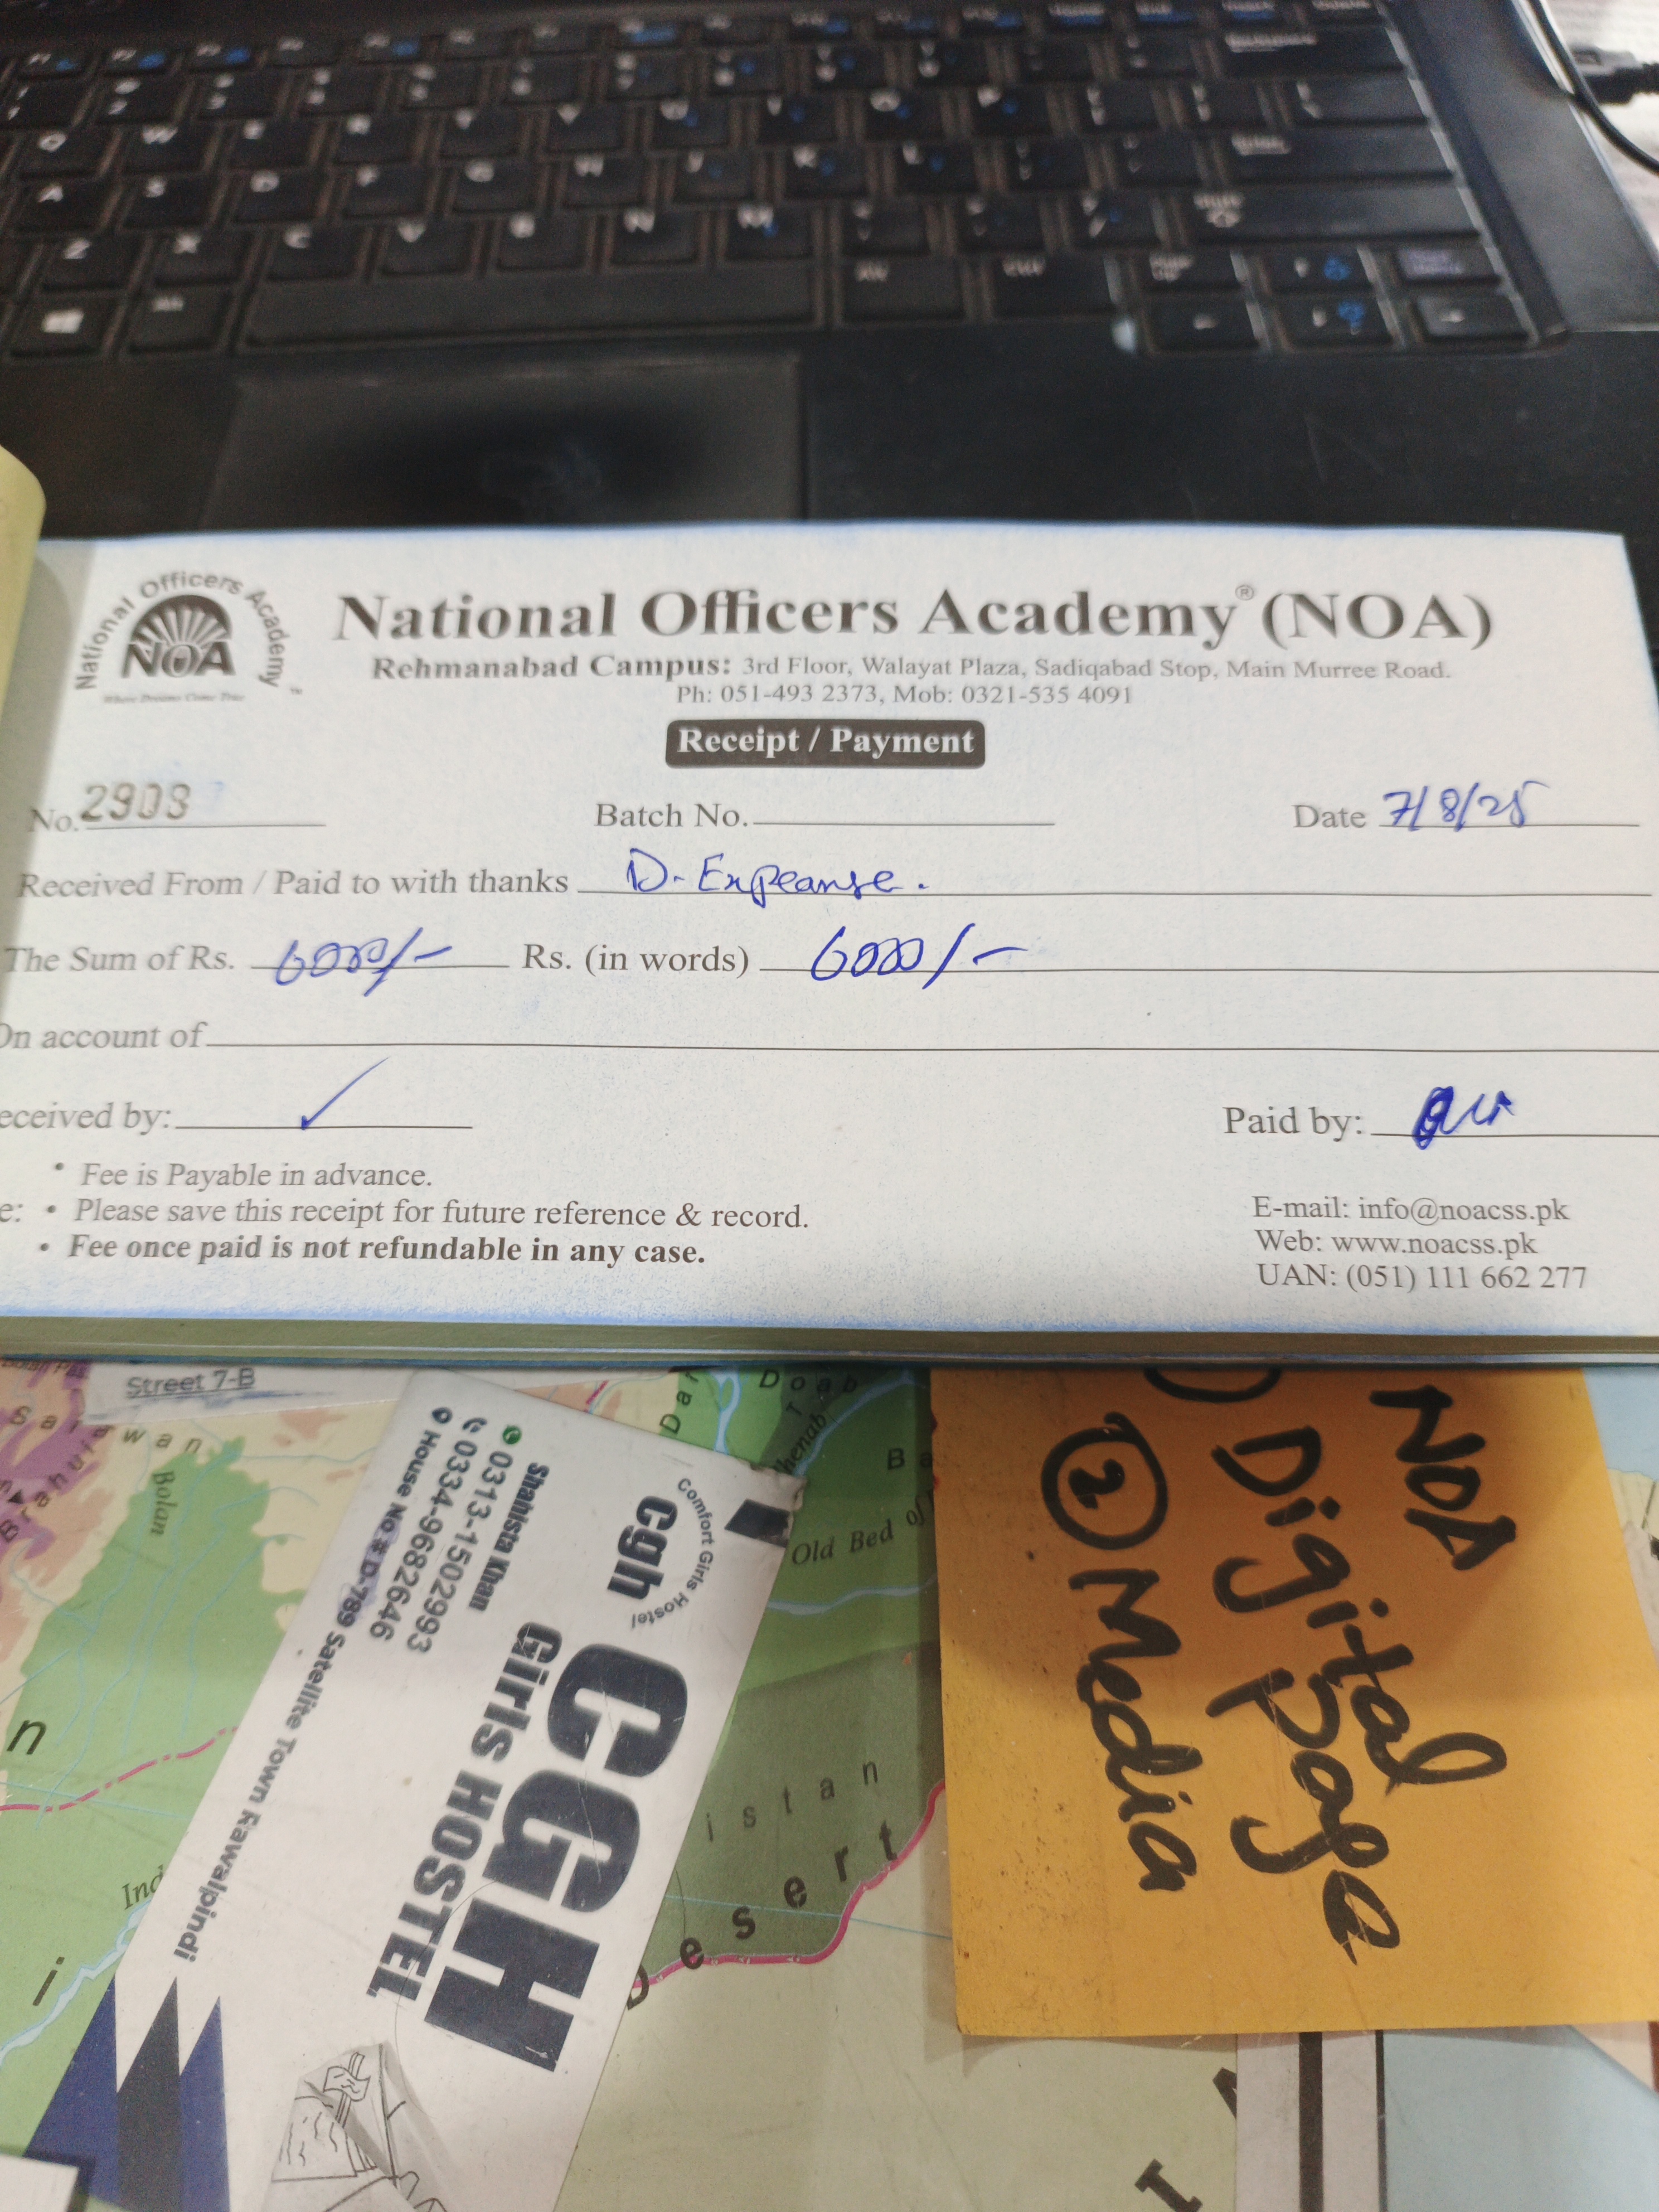 National Officers Academy
NOA
Where Dreams Come True
National Officers Academy® (NOA)
Rehmanabad Campus: 3rd Floor, Walayat Plaza, Sadiqabad Stop, Main Murree Road.
Ph: 051-493 2373, Mob: 0321-535 4091
Receipt / Payment
No. 2908 Batch No. Date 7/8/25
Received From / Paid to with thanks D-Expeanse.
The Sum of Rs. 6000/- Rs. (in words) 6000/-
On account of
eceived by: Paid by:
• Fee is Payable in advance.
e: • Please save this receipt for future reference & record.
• Fee once paid is not refundable in any case.
E-mail: info@noacss.pk
Web: www.noacss.pk
UAN: (051) 111 662 277
Street 7-B
Comfort Girls Hostel
cgh
CGH
Girls HOSTEL
Shahista Khan
0313-1502993
0334-9682646
House No # D-789 Satellite Town Rawalpindi
NOA
Digital Page
② Media
Bolan
Doab
Old Bed of
istan
Desert